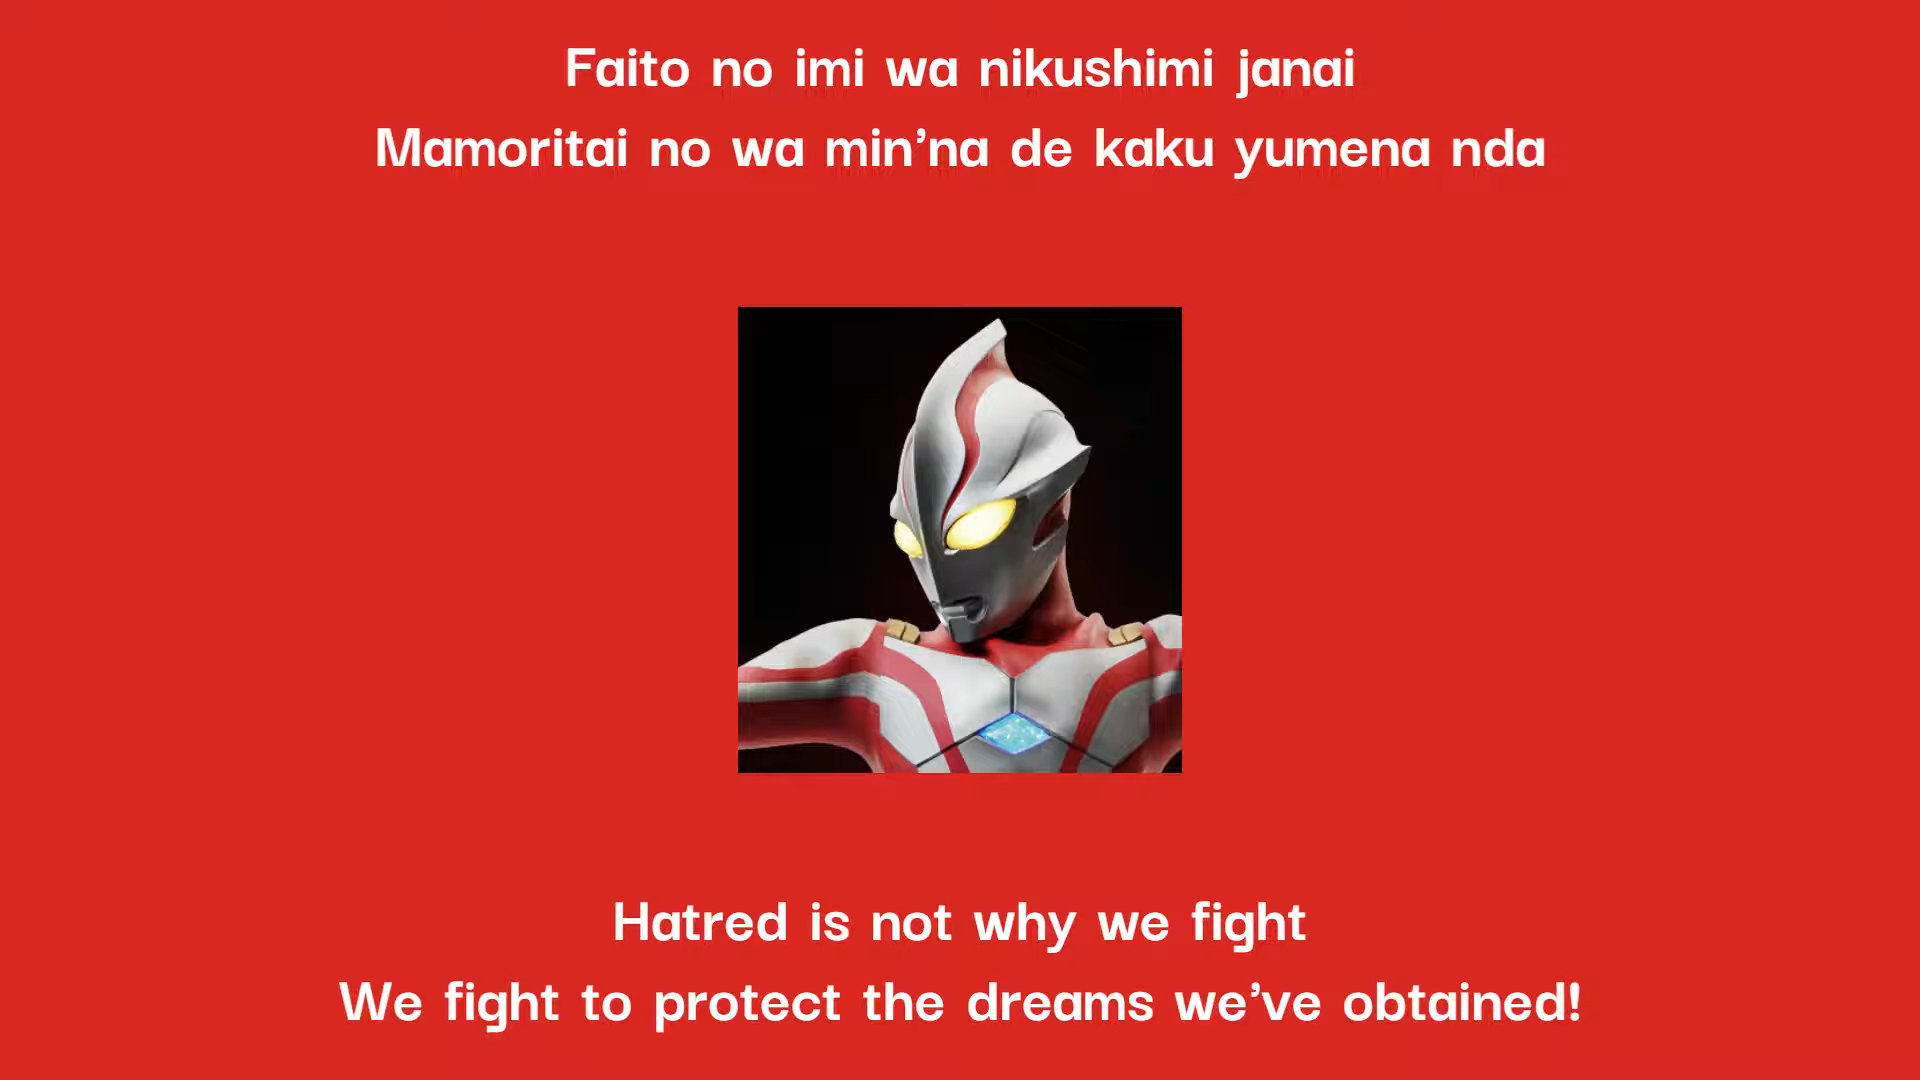 Faito no imi wa nikushimi janai
Mamoritai no wa min’na de kaku yumena nda
Hatred is not why we fight
We fight to protect the dreams we’ve obtained!